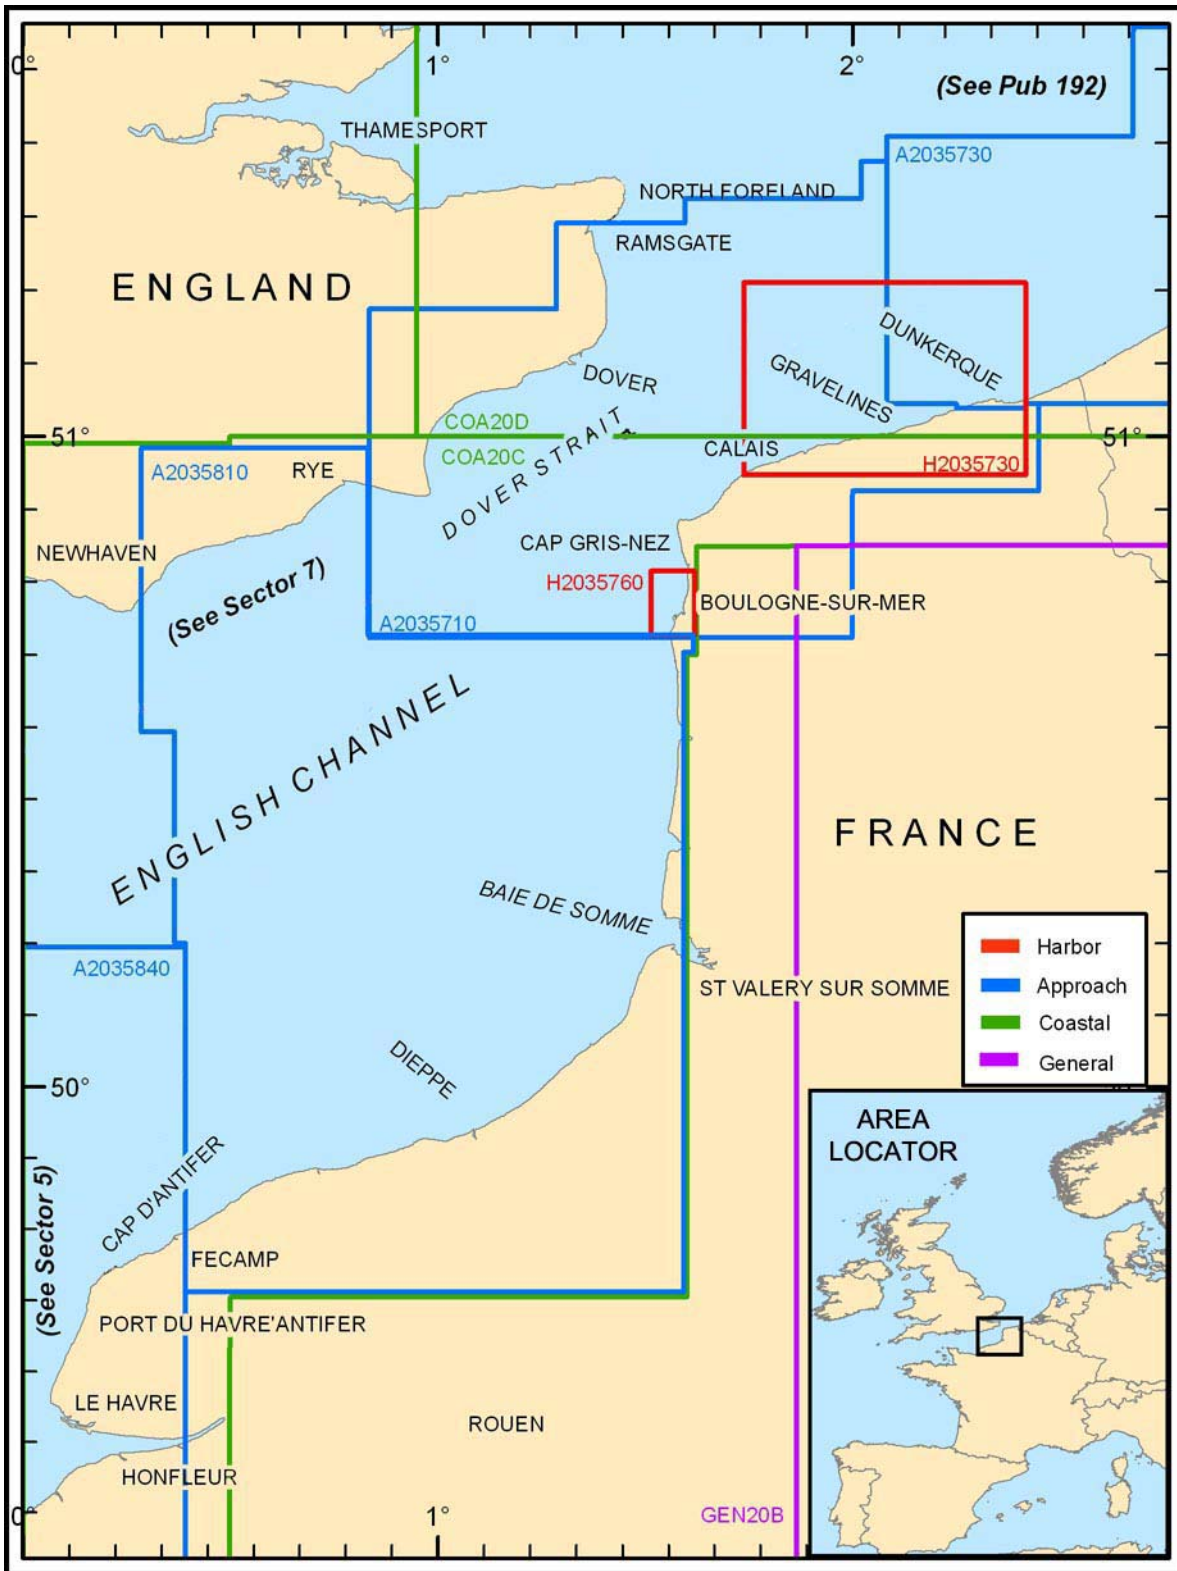 0°
1°
2°
(See Pub 192)
THAMESPORT
A2035730
NORTH FORELAND
RAMSGATE
ENGLAND
DUNKERQUE
GRAVELINES
DOVER
COA20D
51°
51°
COA20C
CALAIS
DOVER STRAIT
A2035810
RYE
H2035730
NEWHAVEN
CAP GRIS-NEZ
(See Sector 7)
H2035760
BOULOGNE-SUR-MER
A2035710
ENGLISH CHANNEL
FRANCE
BAIE DE SOMME
A2035840
ST VALERY SUR SOMME
Harbor
Approach
Coastal
General
DIEPPE
50°
AREA
LOCATOR
CAP D'ANTIFER
(See Sector 5)
FECAMP
PORT DU HAVRE'ANTIFER
LE HAVRE
ROUEN
HONFLEUR
GEN20B
0°
1°